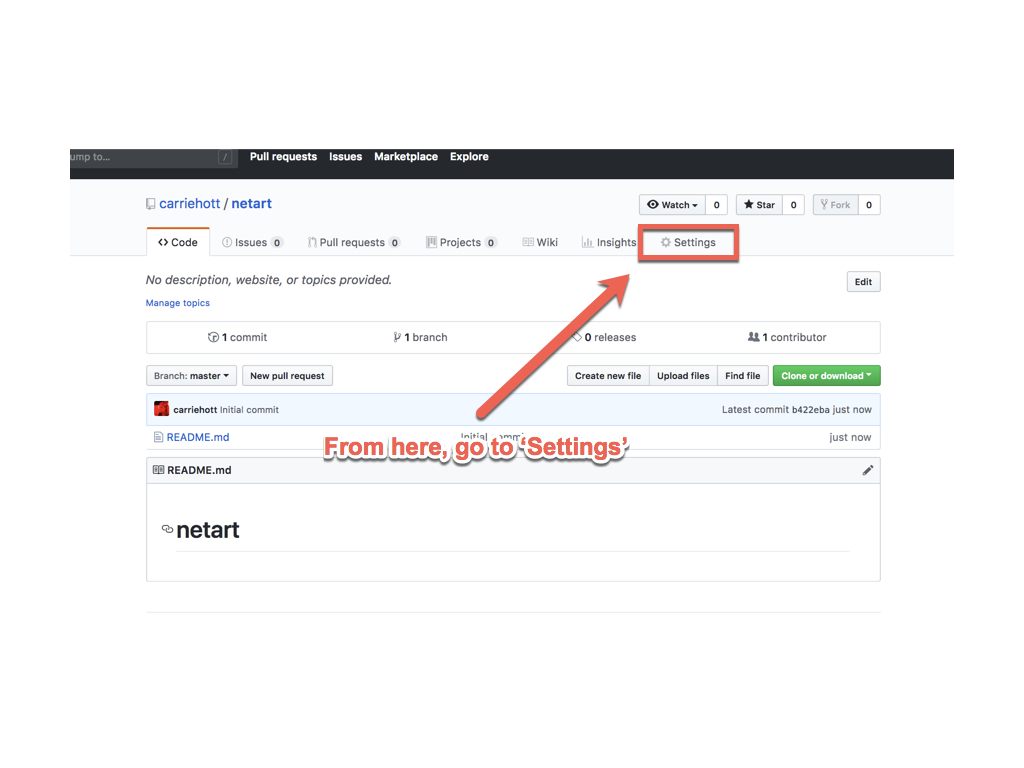 ump to... /
Pull requests Issues Marketplace Explore
carriehott / netart
Watch 0 Star 0 Fork 0
Code Issues 0 Pull requests 0 Projects 0 Wiki Insights Settings
No description, website, or topics provided.
Edit
Manage topics
1 commit 1 branch 0 releases 1 contributor
Branch: master New pull request Create new file Upload files Find file Clone or download
carriehott Initial commit Latest commit b422eba just now
README.md Initial commit just now
From here, go to ‘Settings’
README.md
netart